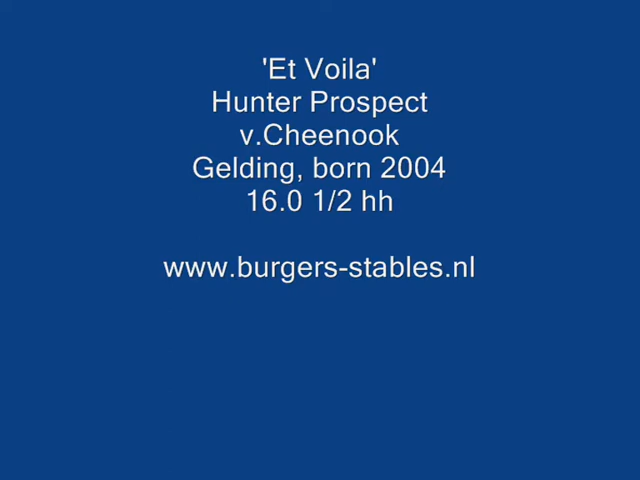 'Et Voila'
Hunter Prospect
v.Cheenook
Gelding, born 2004
16.0 1/2 hh
www.burgers-stables.nl